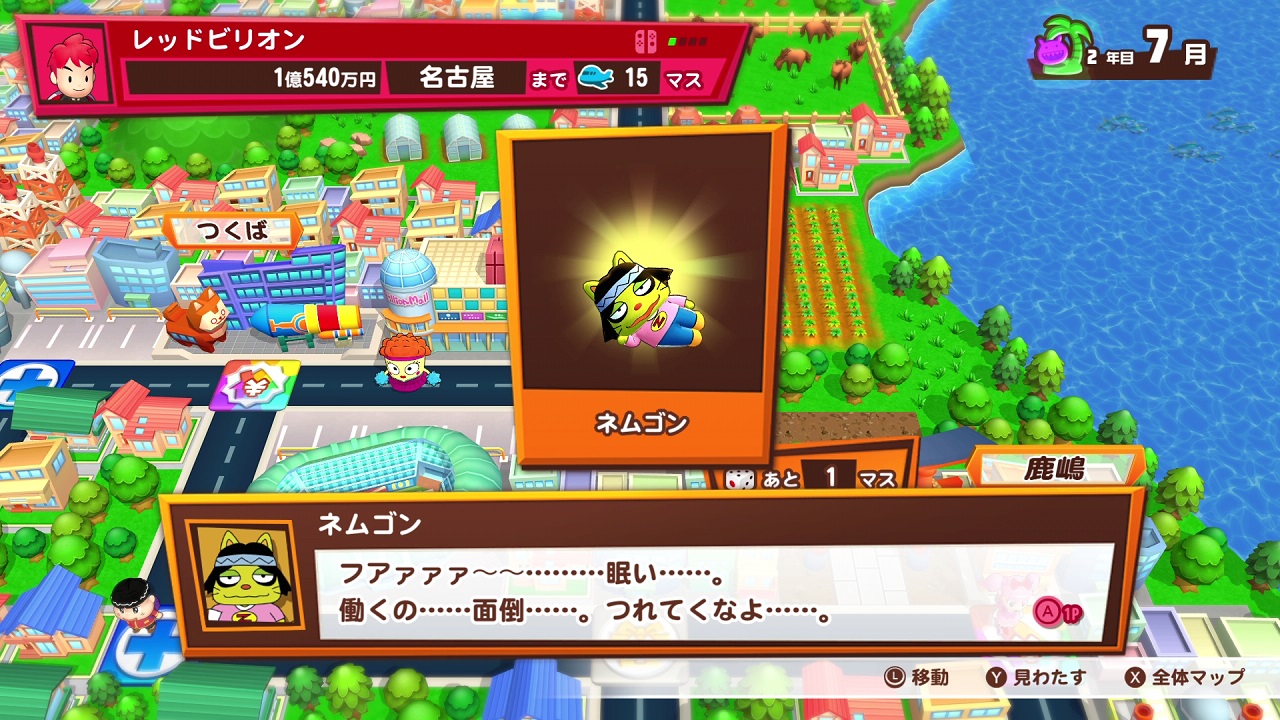 レッドビリオン
1億540万円 名古屋 まで 15 マス
2年目 7月
つくば
ネムゴン
あと 1 マス
鹿嶋
ネムゴン
フアァァァ〜〜………眠い……。
働くの……面倒……。つれてくなよ……。
A 1P
L 移動 Y 見わたす X 全体マップ